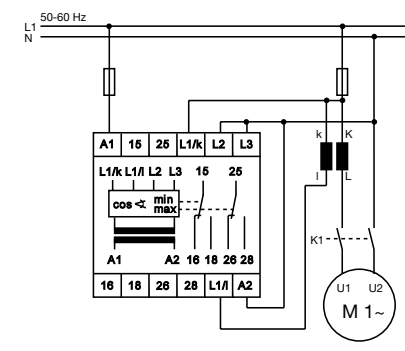 50-60 Hz
L1
N
k K
A1 15 25 L1/k L2 L3
L1/k L1/l L2 L3 15 25
cos ∢ min
max
l L
K1
A1 A2 16 18 26 28
16 18 26 28 L1/l A2
U1 U2
M 1~